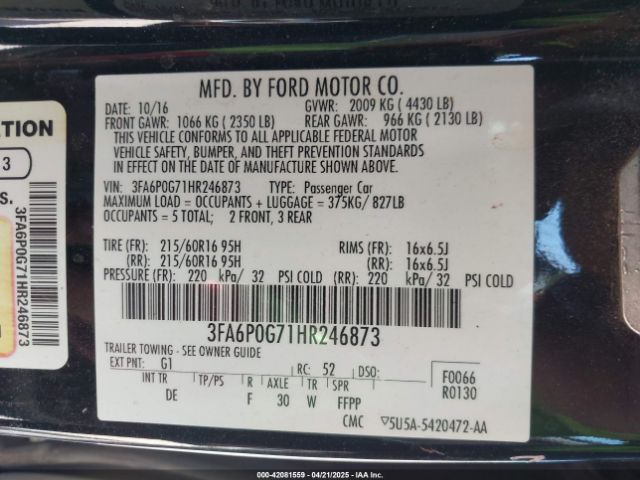 MFD. BY FORD MOTOR CO.
DATE: 10/16 GVWR: 2009 KG ( 4430 LB)
FRONT GAWR: 1066 KG ( 2350 LB) REAR GAWR: 966 KG ( 2130 LB)
THIS VEHICLE CONFORMS TO ALL APPLICABLE FEDERAL MOTOR
VEHICLE SAFETY, BUMPER, AND THEFT PREVENTION STANDARDS
IN EFFECT ON THE DATE OF MANUFACTURE SHOWN ABOVE.
VIN: 3FA6P0G71HR246873 TYPE: Passenger Car
MAXIMUM LOAD = OCCUPANTS + LUGGAGE = 375KG/ 827LB
OCCUPANTS = 5 TOTAL; 2 FRONT, 3 REAR
TIRE (FR): 215/60R16 95H RIMS (FR): 16x6.5J
(RR): 215/60R16 95H (RR): 16x6.5J
PRESSURE (FR): 220 kPa/ 32 PSI COLD (RR): 220 kPa/ 32 PSI COLD
3FA6P0G71HR246873
TRAILER TOWING - SEE OWNER GUIDE
EXT PNT: G1 RC: 52 DSO:
INT TR TP/PS R AXLE TR SPR
DE F 30 W FFPP
F0066
R0130
CMC ▽5U5A-5420472-AA
TION
3
S.
3FA6P0G71HR246873
000-42081559 - 04/21/2025 - IAAI.com